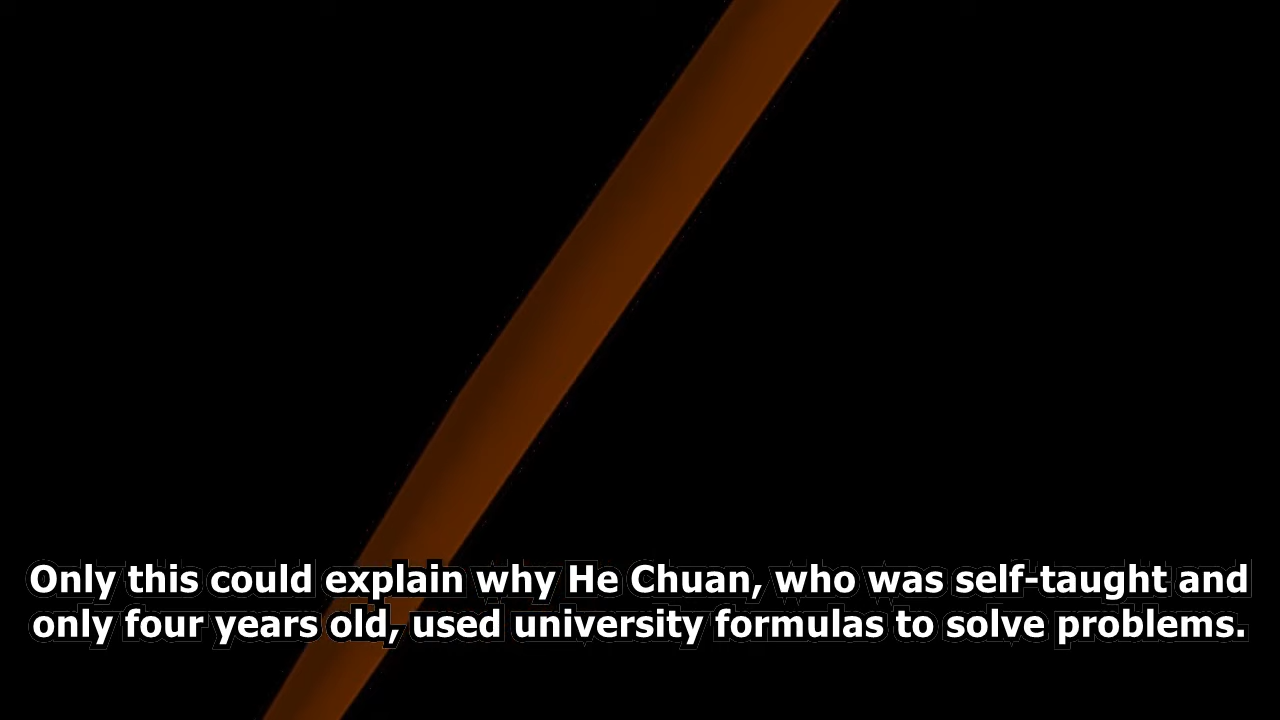 Only this could explain why He Chuan, who was self-taught and
only four years old, used university formulas to solve problems.